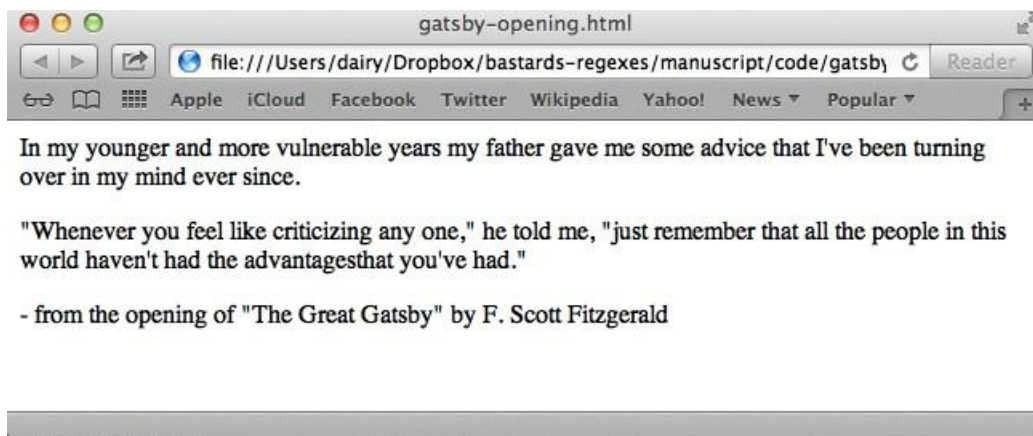 gatsby-opening.html
file:///Users/dairy/Dropbox/bastards-regexes/manuscript/code/gatsby
Reader
Apple iCloud Facebook Twitter Wikipedia Yahoo! News ▼ Popular ▼ +
In my younger and more vulnerable years my father gave me some advice that I've been turning
over in my mind ever since.
"Whenever you feel like criticizing any one," he told me, "just remember that all the people in this
world haven't had the advantagesthat you've had."
- from the opening of "The Great Gatsby" by F. Scott Fitzgerald